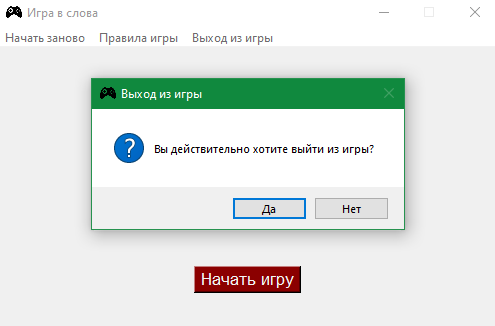 Игра в слова
Начать заново Правила игры Выход из игры
Выход из игры
Вы действительно хотите выйти из игры?
Да Нет
Начать игру